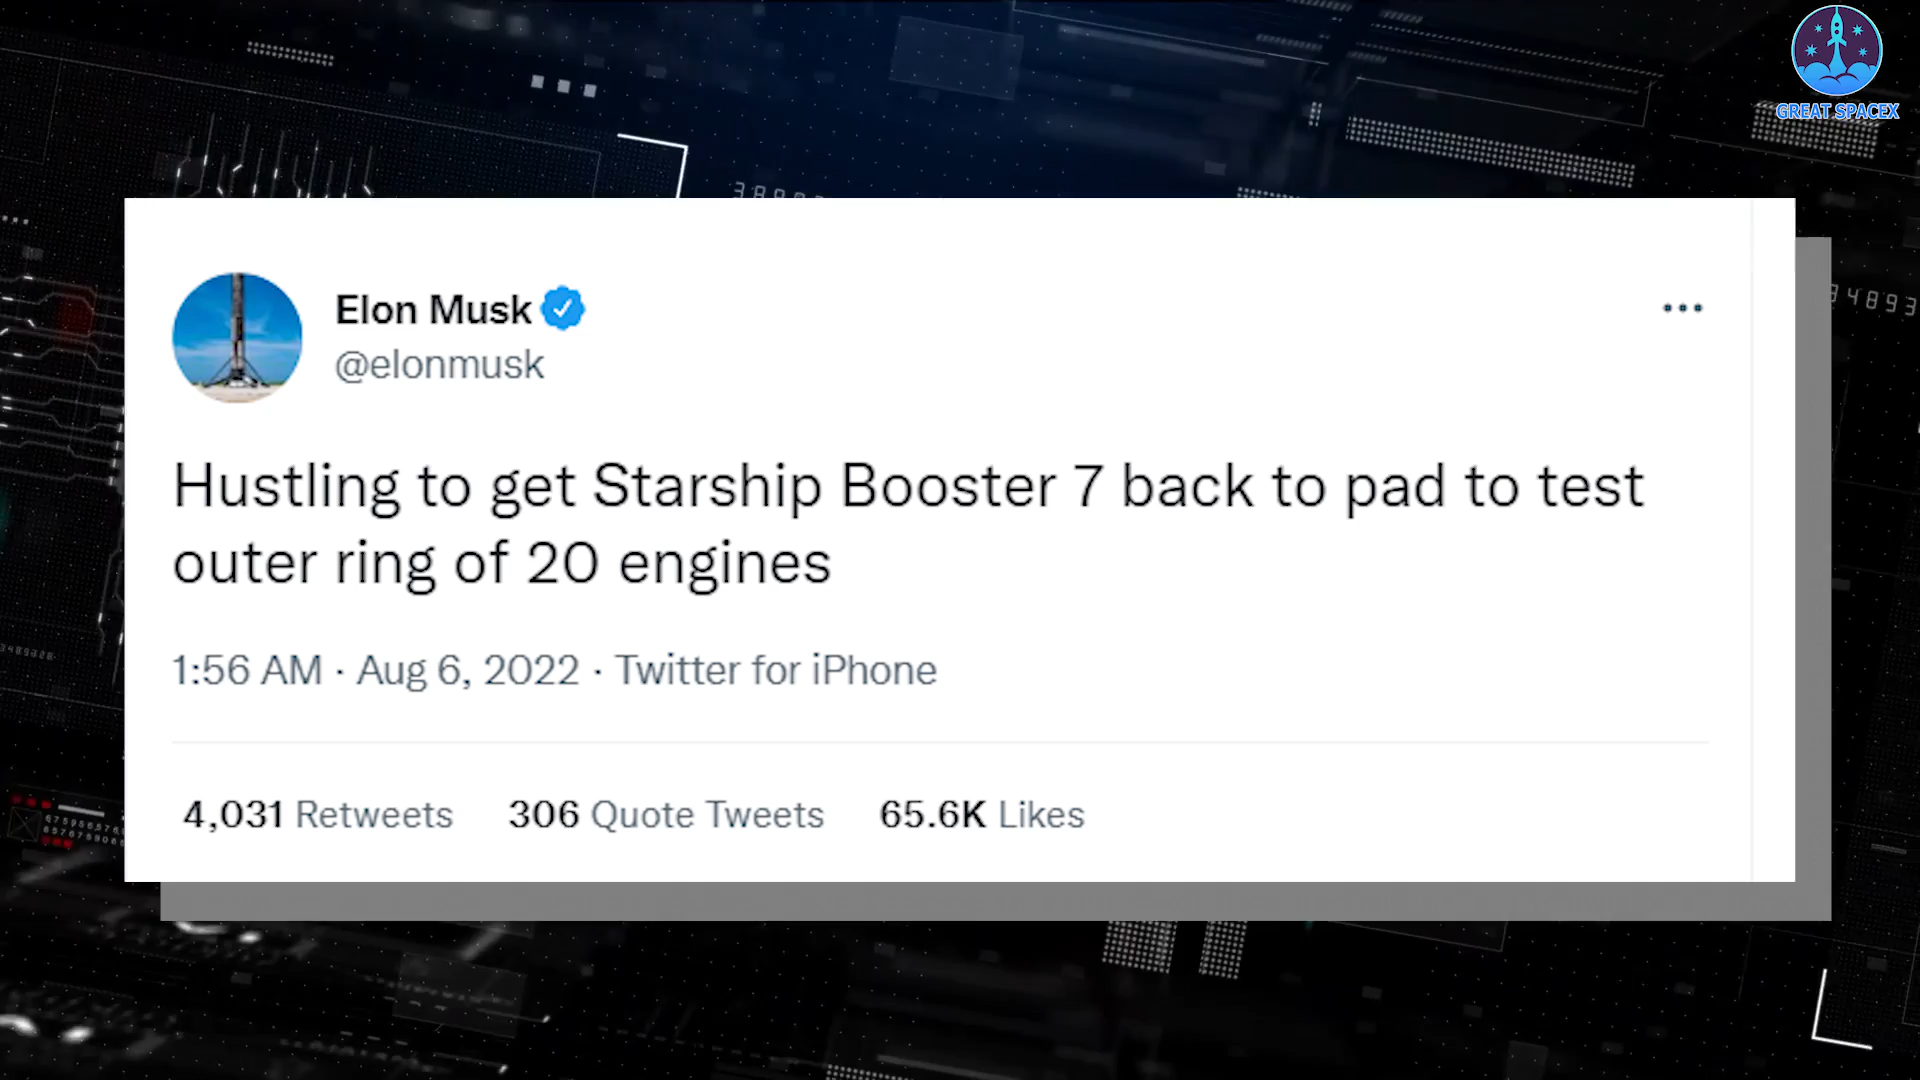 GREAT SPACEX
Elon Musk
@elonmusk
Hustling to get Starship Booster 7 back to pad to test
outer ring of 20 engines
1:56 AM · Aug 6, 2022 · Twitter for iPhone
4,031 Retweets 306 Quote Tweets 65.6K Likes